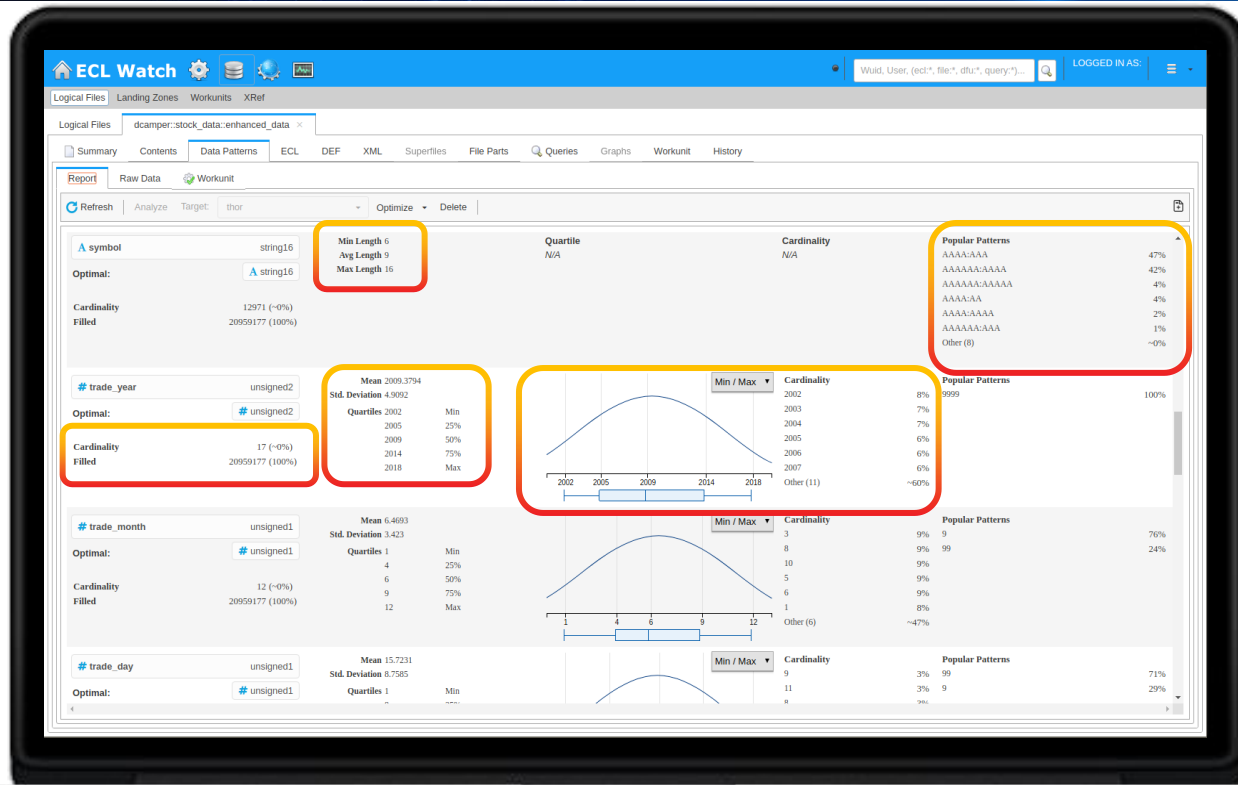 ECL Watch
Wuid, User, (ecl:*, file:*, dfu:*, query:*)...
LOGGED IN AS:
Logical Files Landing Zones Workunits XRef
Logical Files dcamper::stock_data::enhanced_data ×
Summary Contents Data Patterns ECL DEF XML Superfiles File Parts Queries Graphs Workunit History
Report Raw Data Workunit
Refresh Analyze Target: thor Optimize Delete
A symbol string16
Optimal: A string16
Cardinality 12971 (~0%)
Filled 20959177 (100%)
Min Length 6
Avg Length 9
Max Length 16
Quartile
N/A
Cardinality
N/A
Popular Patterns
AAAA:AAA 47%
AAAAAA:AAAA 42%
AAAAAA:AAAAA 4%
AAAA:AA 4%
AAAA:AAAA 2%
AAAAAA:AAA 1%
Other (8) ~0%
# trade_year unsigned2
Optimal: # unsigned2
Cardinality 17 (~0%)
Filled 20959177 (100%)
Mean 2009.3794
Std. Deviation 4.9092
Quartiles 2002 Min
2005 25%
2009 50%
2014 75%
2018 Max
Min / Max
2002 2005 2009 2014 2018
Cardinality
2002 8%
2003 7%
2004 7%
2005 6%
2006 6%
2007 6%
Other (11) ~60%
Popular Patterns
9999 100%
# trade_month unsigned1
Optimal: # unsigned1
Cardinality 12 (~0%)
Filled 20959177 (100%)
Mean 6.4693
Std. Deviation 3.423
Quartiles 1 Min
4 25%
6 50%
9 75%
12 Max
Min / Max
1 4 6 9 12
Cardinality
3 9%
8 9%
10 9%
5 9%
6 9%
1 8%
Other (6) ~47%
Popular Patterns
9 76%
99 24%
# trade_day unsigned1
Optimal: # unsigned1
Mean 15.7231
Std. Deviation 8.7585
Quartiles 1 Min
Min / Max
Cardinality
9 3%
11 3%
Popular Patterns
99 71%
9 29%